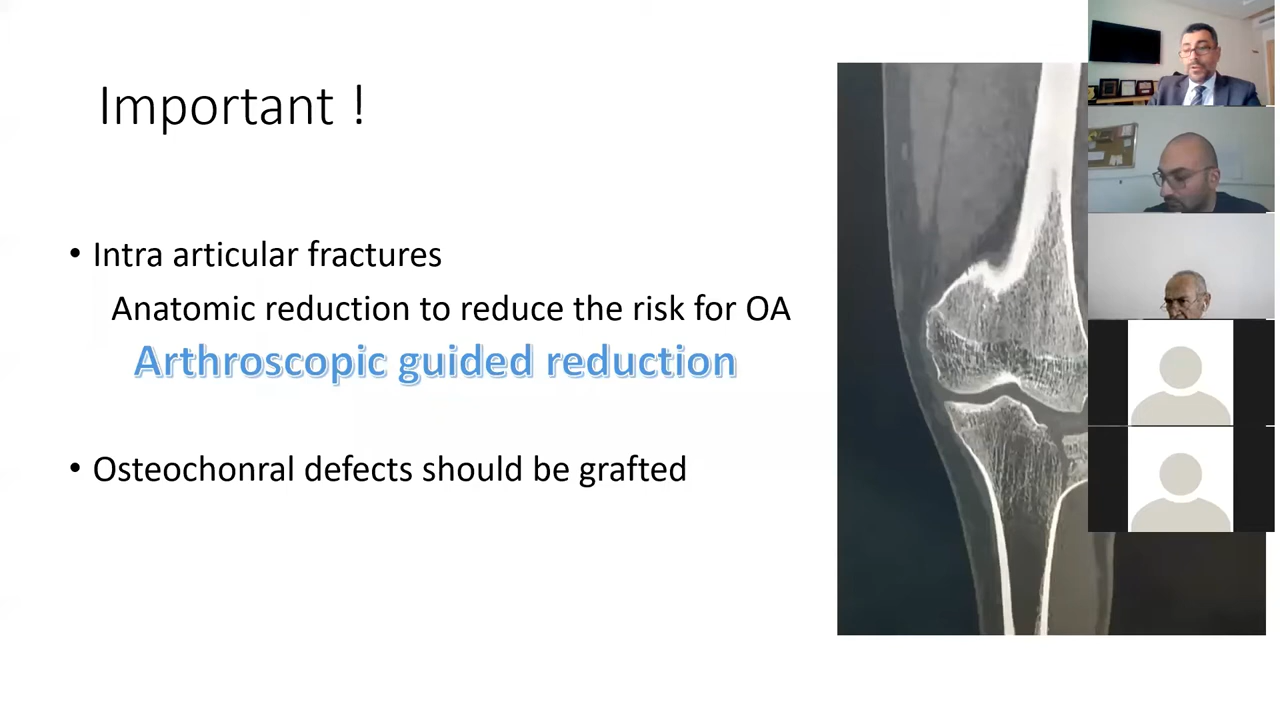 Important !
• Intra articular fractures
Anatomic reduction to reduce the risk for OA
Arthroscopic guided reduction
• Osteochonral defects should be grafted